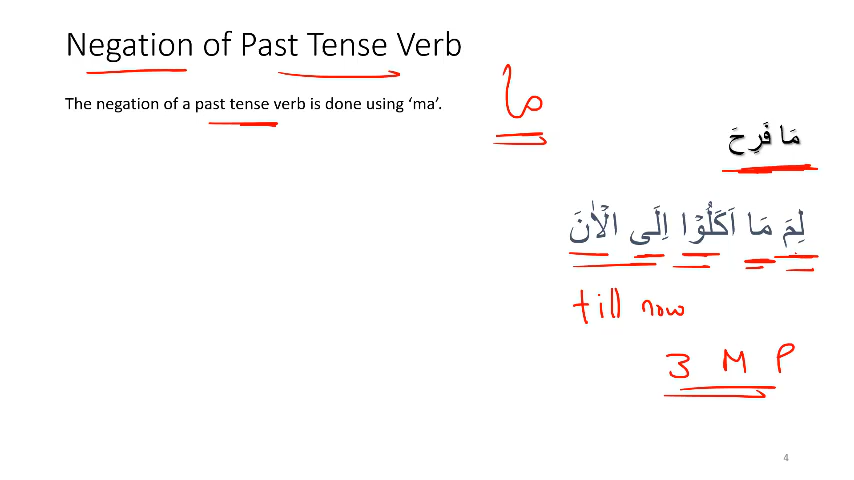 Negation of Past Tense Verb
The negation of a past tense verb is done using ‘ma’.
ما
مَا فَرِحَ
لِمَ مَا اَكَلُوْا اِلَى الْاٰنَ
till now
3 M P
4